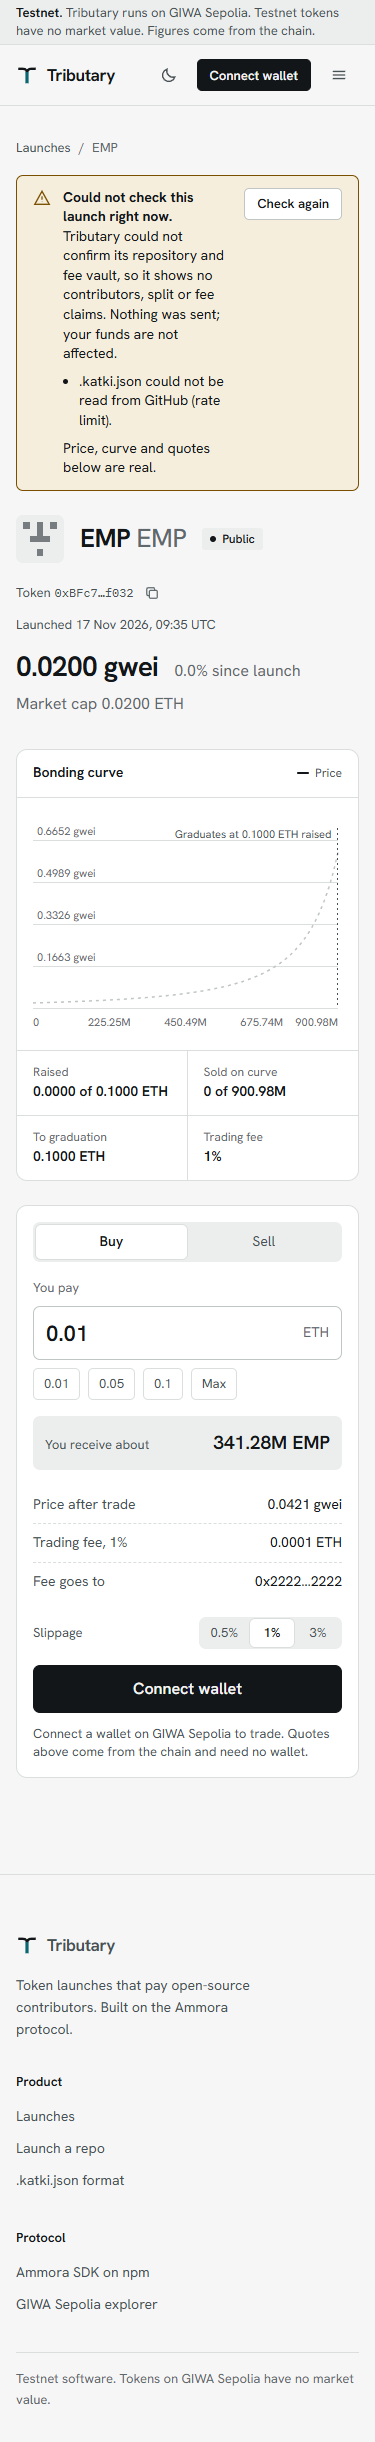 Testnet. Tributary runs on GIWA Sepolia. Testnet tokens
have no market value. Figures come from the chain.
Tributary
Connect wallet
Launches / EMP
Could not check this
launch right now.
Tributary could not
confirm its repository and
fee vault, so it shows no
contributors, split or fee
claims. Nothing was sent;
your funds are not
affected.
• .katki.json could not be
read from GitHub (rate
limit).
Price, curve and quotes
below are real.
Check again
EMP EMP
• Public
Token 0xBFc7…f032
Launched 17 Nov 2026, 09:35 UTC
0.0200 gwei 0.0% since launch
Market cap 0.0200 ETH
Bonding curve
Price
0.6652 gwei
Graduates at 0.1000 ETH raised
0.4989 gwei
0.3326 gwei
0.1663 gwei
0 225.25M 450.49M 675.74M 900.98M
Raised
0.0000 of 0.1000 ETH
Sold on curve
0 of 900.98M
To graduation
0.1000 ETH
Trading fee
1%
Buy Sell
You pay
0.01 ETH
0.01 0.05 0.1 Max
You receive about 341.28M EMP
Price after trade 0.0421 gwei
Trading fee, 1% 0.0001 ETH
Fee goes to 0x2222…2222
Slippage 0.5% 1% 3%
Connect wallet
Connect a wallet on GIWA Sepolia to trade. Quotes
above come from the chain and need no wallet.
Tributary
Token launches that pay open-source
contributors. Built on the Ammora
protocol.
Product
Launches
Launch a repo
.katki.json format
Protocol
Ammora SDK on npm
GIWA Sepolia explorer
Testnet software. Tokens on GIWA Sepolia have no market
value.